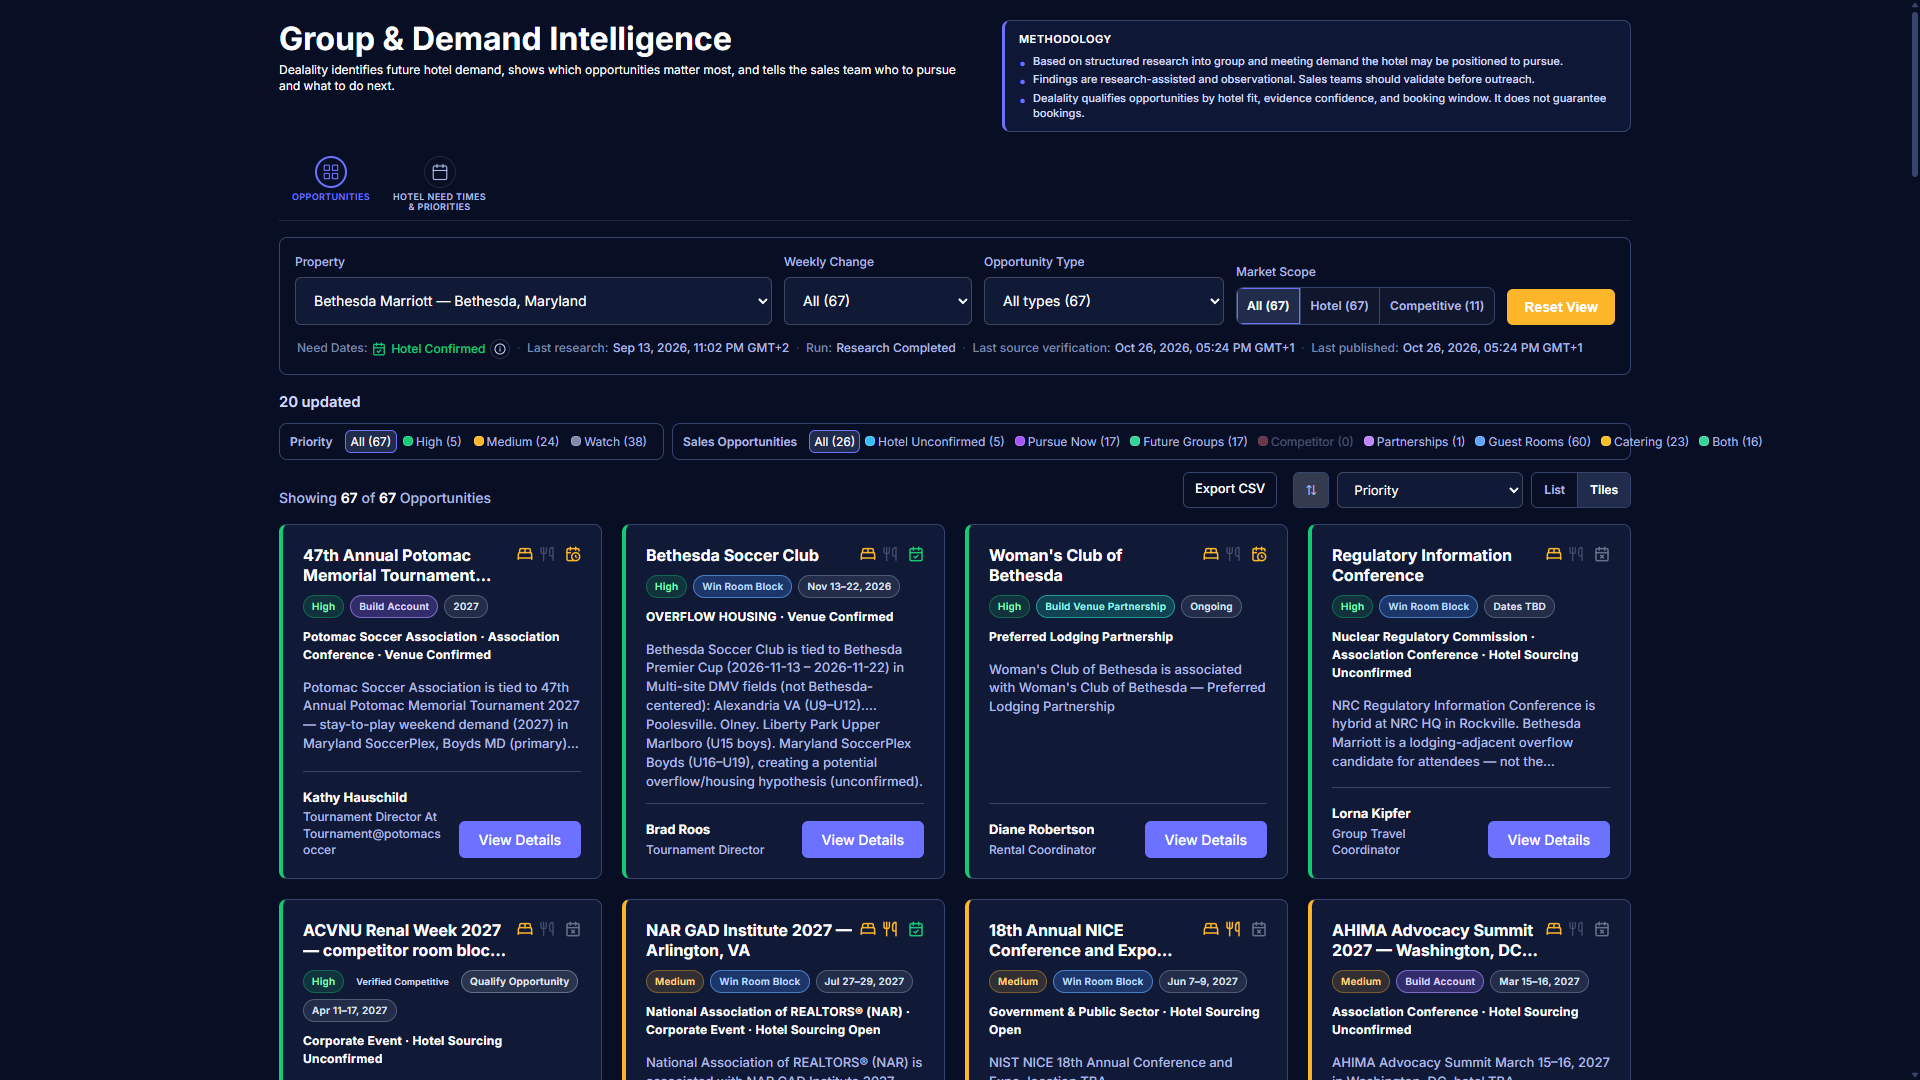 Group & Demand Intelligence
Dealality identifies future hotel demand, shows which opportunities matter most, and tells the sales team who to pursue
and what to do next.
METHODOLOGY
Based on structured research into group and meeting demand the hotel may be positioned to pursue.
Findings are research-assisted and observational. Sales teams should validate before outreach.
Dealality qualifies opportunities by hotel fit, evidence confidence, and booking window. It does not guarantee
bookings.
OPPORTUNITIES
HOTEL NEED TIMES
& PRIORITIES
Property
Weekly Change
Opportunity Type
Market Scope
Bethesda Marriott — Bethesda, Maryland
All (67)
All types (67)
All (67) Hotel (67) Competitive (11)
Reset View
Need Dates: Hotel Confirmed · Last research: Sep 13, 2026, 11:02 PM GMT+2 · Run: Research Completed · Last source verification: Oct 26, 2026, 05:24 PM GMT+1 · Last published: Oct 26, 2026, 05:24 PM GMT+1
20 updated
Priority All (67) High (5) Medium (24) Watch (38)
Sales Opportunities All (26) Hotel Unconfirmed (5) Pursue Now (17) Future Groups (17) Competitor (0) Partnerships (1) Guest Rooms (60) Catering (23) Both (16)
Showing 67 of 67 Opportunities
Export CSV
Priority
List
Tiles
47th Annual Potomac
Memorial Tournament...
High Build Account 2027
Potomac Soccer Association · Association
Conference · Venue Confirmed
Potomac Soccer Association is tied to 47th
Annual Potomac Memorial Tournament 2027
— stay-to-play weekend demand (2027) in
Maryland SoccerPlex, Boyds MD (primary)...
Kathy Hauschild
Tournament Director At
Tournament@potomacs
occer
View Details
Bethesda Soccer Club
High Win Room Block Nov 13–22, 2026
OVERFLOW HOUSING · Venue Confirmed
Bethesda Soccer Club is tied to Bethesda
Premier Cup (2026-11-13 – 2026-11-22) in
Multi-site DMV fields (not Bethesda-
centered): Alexandria VA (U9–U12)....
Poolesville. Olney. Liberty Park Upper
Marlboro (U15 boys). Maryland SoccerPlex
Boyds (U16–U19), creating a potential
overflow/housing hypothesis (unconfirmed).
Brad Roos
Tournament Director
View Details
Woman's Club of
Bethesda
High Build Venue Partnership Ongoing
Preferred Lodging Partnership
Woman's Club of Bethesda is associated
with Woman's Club of Bethesda — Preferred
Lodging Partnership
Diane Robertson
Rental Coordinator
View Details
Regulatory Information
Conference
High Win Room Block Dates TBD
Nuclear Regulatory Commission ·
Association Conference · Hotel Sourcing
Unconfirmed
NRC Regulatory Information Conference is
hybrid at NRC HQ in Rockville. Bethesda
Marriott is a lodging-adjacent overflow
candidate for attendees — not the...
Lorna Kipfer
Group Travel
Coordinator
View Details
ACVNU Renal Week 2027
— competitor room bloc...
High Verified Competitive Qualify Opportunity
Apr 11–17, 2027
Corporate Event · Hotel Sourcing
Unconfirmed
NAR GAD Institute 2027 —
Arlington, VA
Medium Win Room Block Jul 27–29, 2027
National Association of REALTORS® (NAR) ·
Corporate Event · Hotel Sourcing Open
National Association of REALTORS® (NAR) is
associated with NAR GAD Institute 2027
18th Annual NICE
Conference and Expo...
Medium Win Room Block Jun 7–9, 2027
Government & Public Sector · Hotel Sourcing
Open
NIST NICE 18th Annual Conference and
Expo, location TBA
AHIMA Advocacy Summit
2027 — Washington, DC...
Medium Build Account Mar 15–16, 2027
Association Conference · Hotel Sourcing
Unconfirmed
AHIMA Advocacy Summit March 15–16, 2027
in Washington, DC, hotel TBA